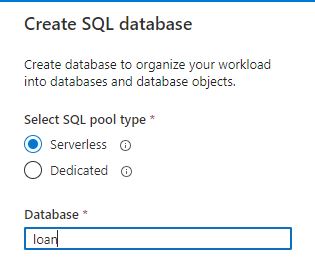 Create SQL database
Create database to organize your workload
into databases and database objects.
Select SQL pool type *
Serverless
Dedicated
Database *
loan